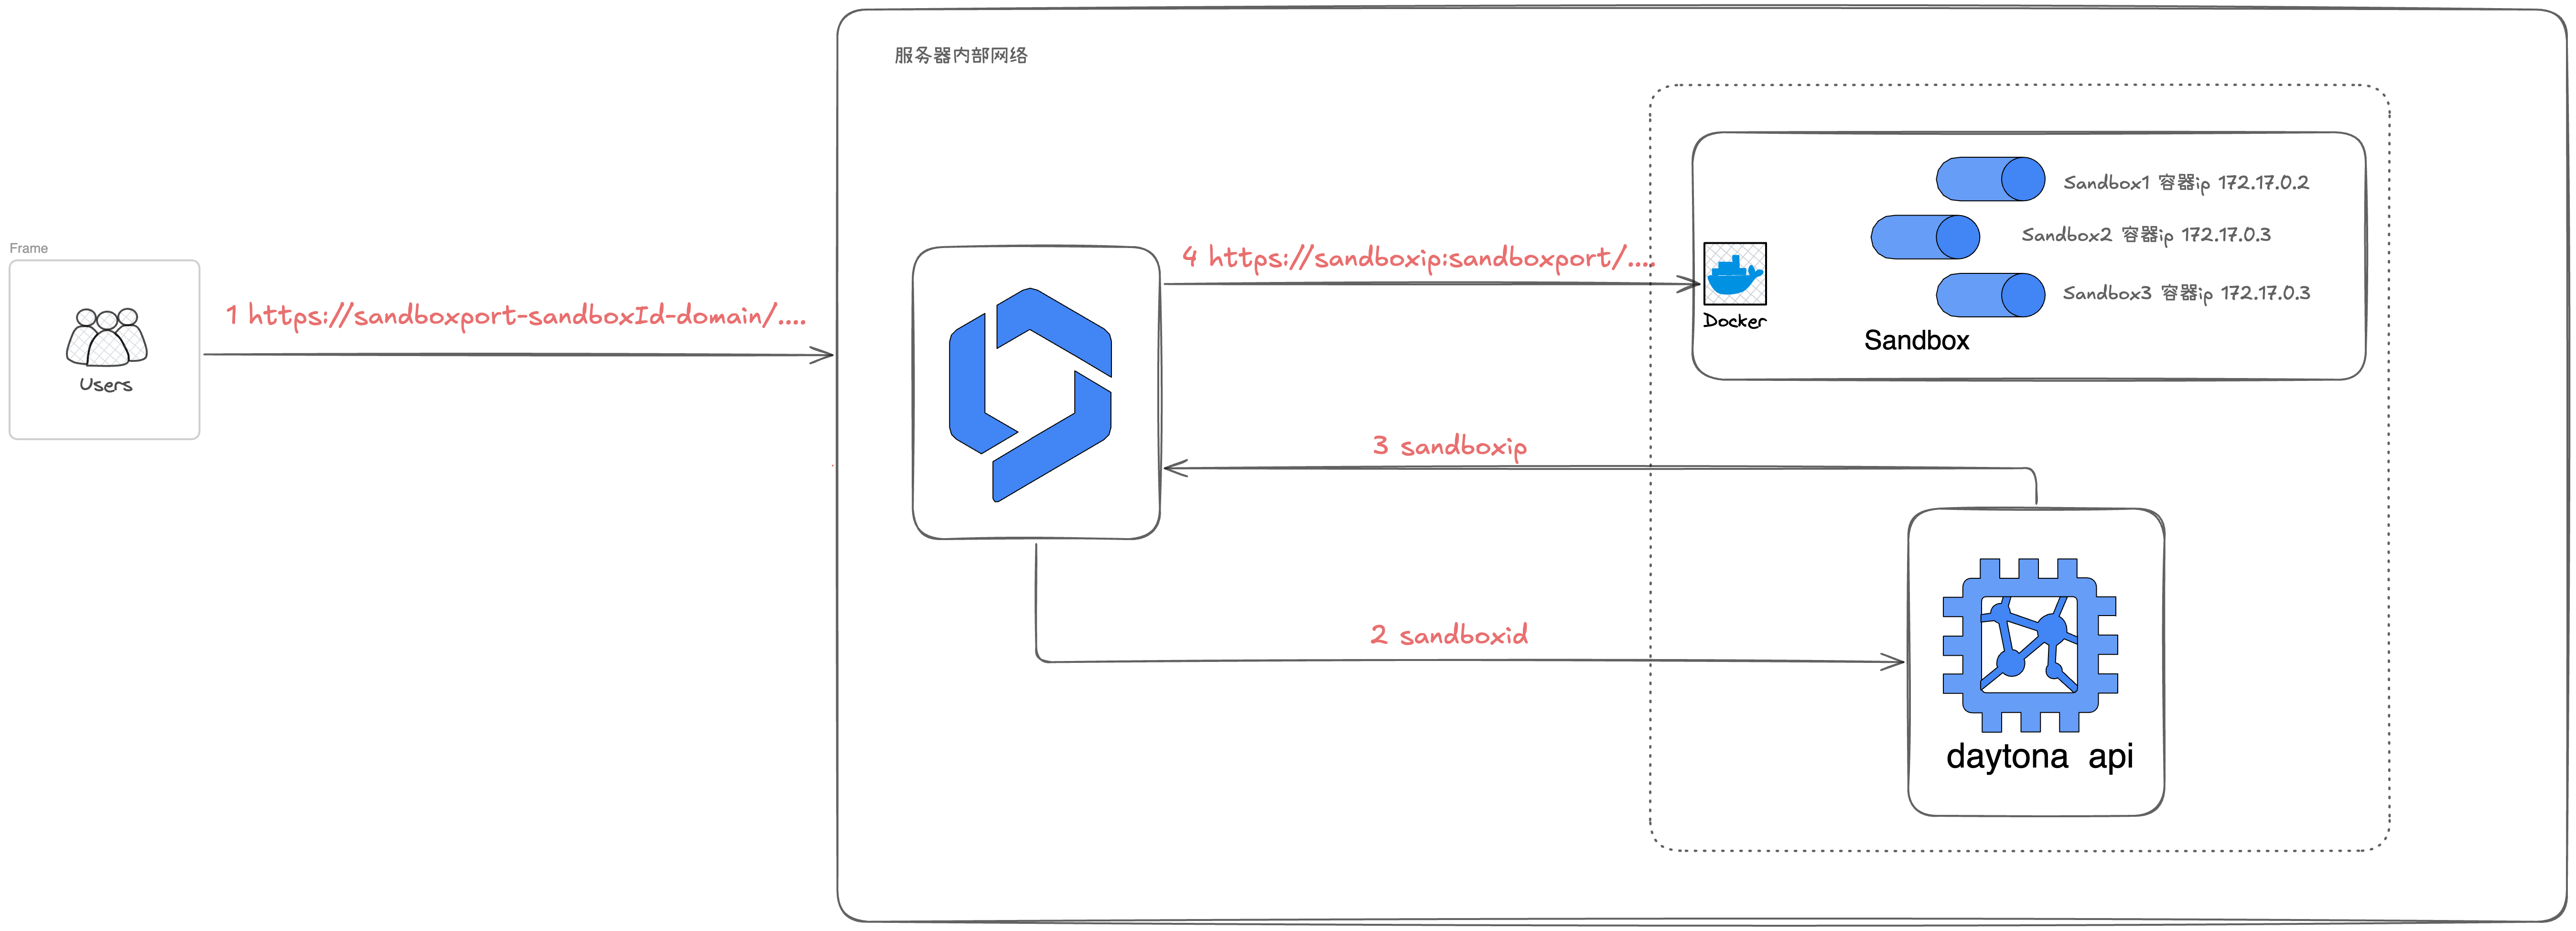 服务器内部网络
Frame
Users
1 https://sandboxport-sandboxId-domain/....
4 https://sandboxip:sandboxport/....
Docker
Sandbox1 容器ip 172.17.0.2
Sandbox2 容器ip 172.17.0.3
Sandbox3 容器ip 172.17.0.3
Sandbox
3 sandboxip
2 sandboxid
daytona api